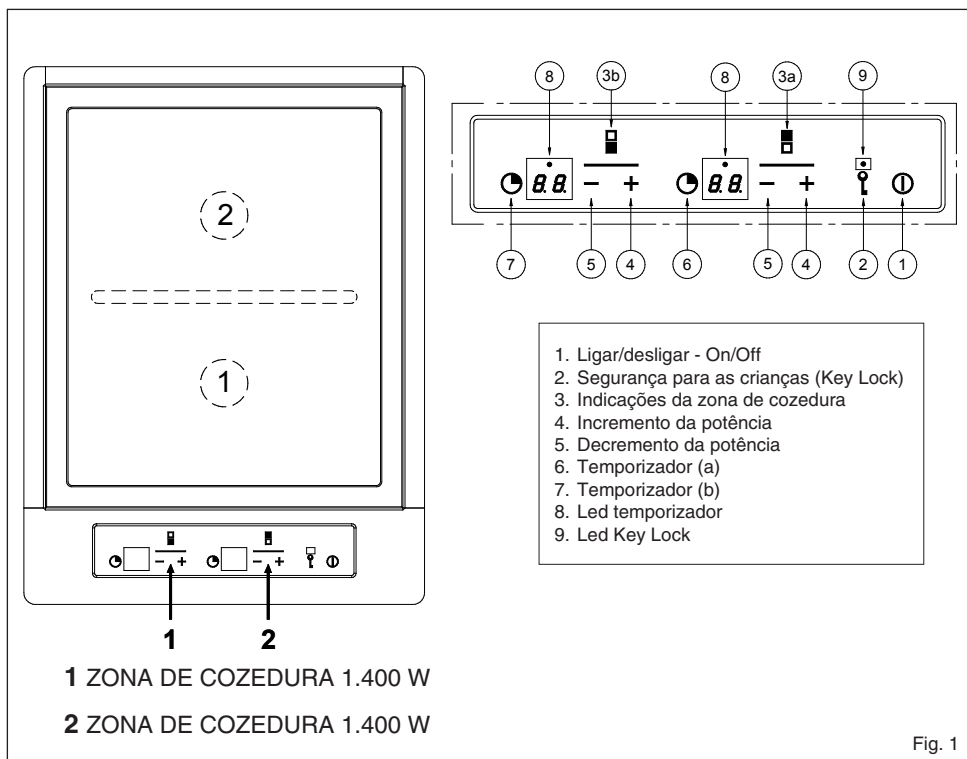 8 3b 8 3a 9
8.8. − + 8.8. − +
7 5 4 6 5 4 2 1
2
1
− + − +
1 2
1 ZONA DE COZEDURA 1.400 W
2 ZONA DE COZEDURA 1.400 W
1. Ligar/desligar - On/Off
2. Segurança para as crianças (Key Lock)
3. Indicações da zona de cozedura
4. Incremento da potência
5. Decremento da potência
6. Temporizador (a)
7. Temporizador (b)
8. Led temporizador
9. Led Key Lock
Fig. 1